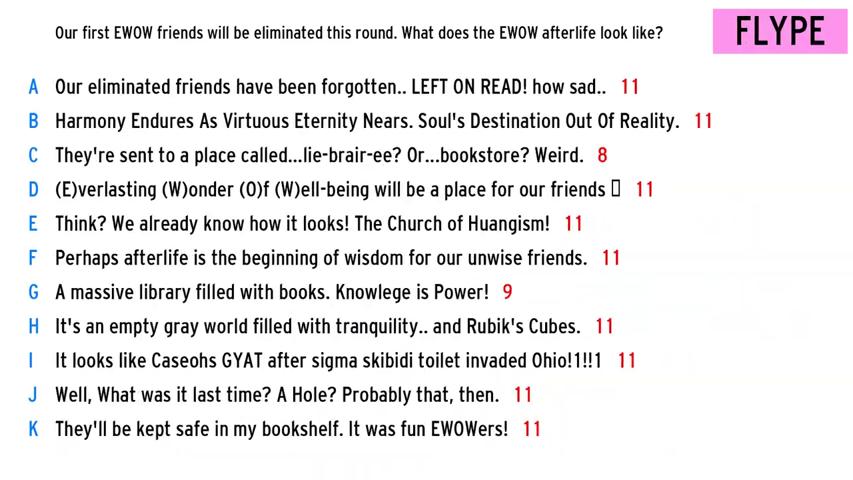 Our first EWOW friends will be eliminated this round. What does the EWOW afterlife look like?
FLYPE
A Our eliminated friends have been forgotten.. LEFT ON READ! how sad.. 11
B Harmony Endures As Virtuous Eternity Nears. Soul's Destination Out Of Reality. 11
C They're sent to a place called...lie-brair-ee? Or...bookstore? Weird. 8
D (E)verlasting (W)onder (O)f (W)ell-being will be a place for our friends ▯ 11
E Think? We already know how it looks! The Church of Huangism! 11
F Perhaps afterlife is the beginning of wisdom for our unwise friends. 11
G A massive library filled with books. Knowlege is Power! 9
H It's an empty gray world filled with tranquility.. and Rubik's Cubes. 11
I It looks like Caseohs GYAT after sigma skibidi toilet invaded Ohio!1!!1 11
J Well, What was it last time? A Hole? Probably that, then. 11
K They'll be kept safe in my bookshelf. It was fun EWOWers! 11